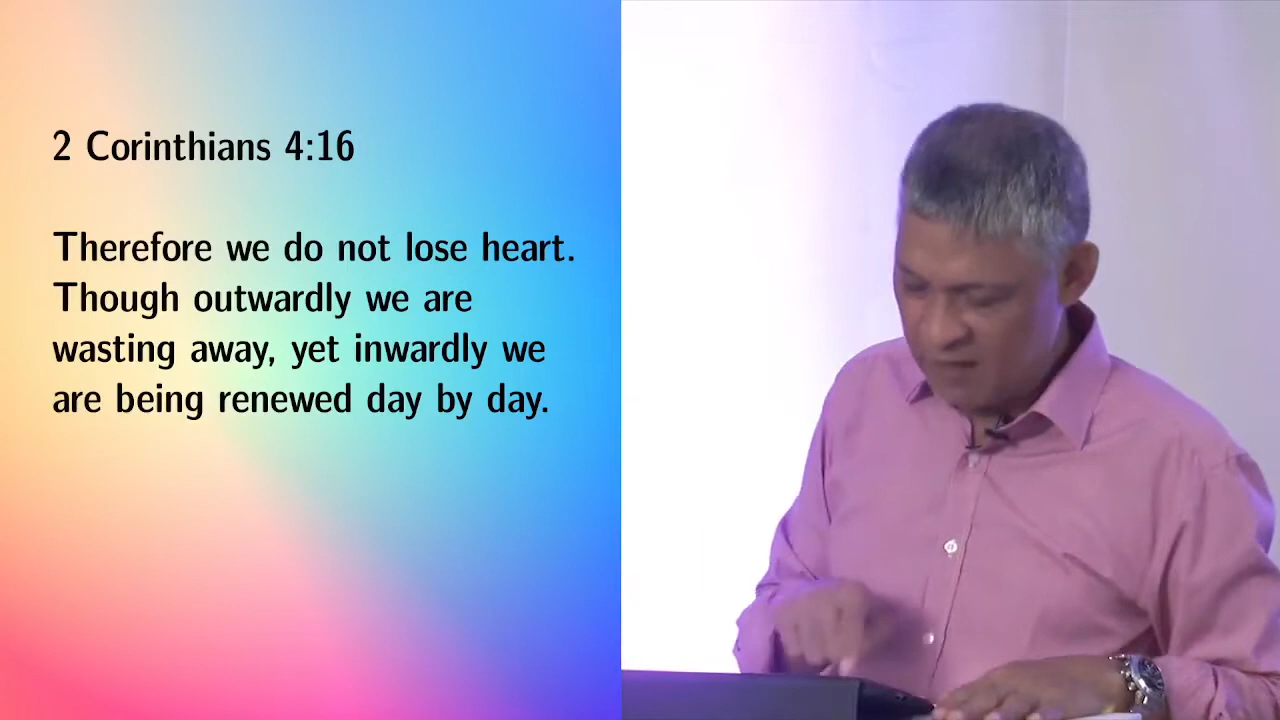 2 Corinthians 4:16
Therefore we do not lose heart.
Though outwardly we are
wasting away, yet inwardly we
are being renewed day by day.